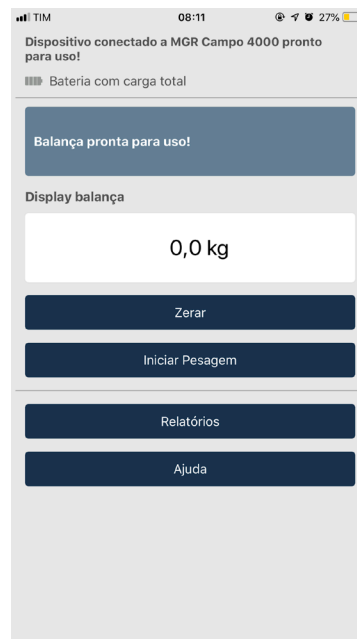 TIM 08:11 27%
Dispositivo conectado a MGR Campo 4000 pronto
para uso!
Bateria com carga total
Balança pronta para uso!
Display balança
0,0 kg
Zerar
Iniciar Pesagem
Relatórios
Ajuda